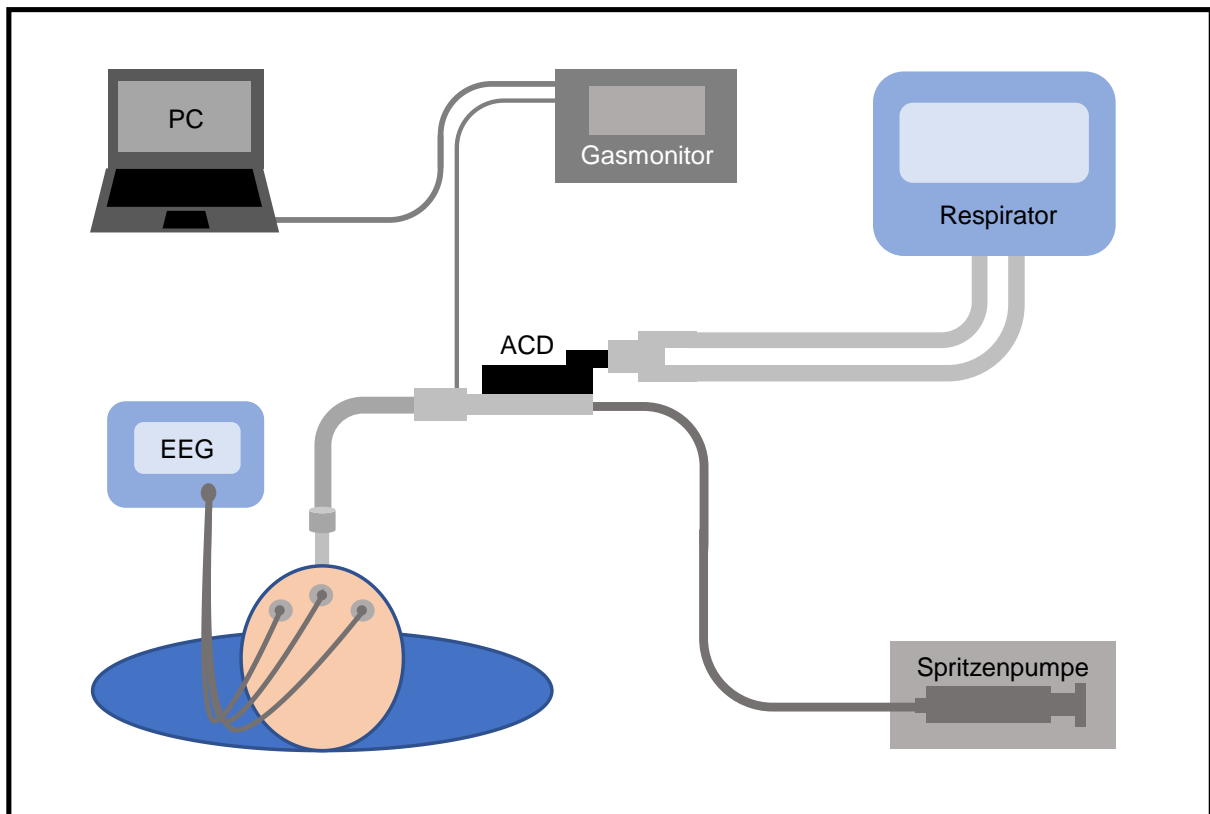 PC
Gasmonitor
Respirator
ACD
EEG
Spritzenpumpe